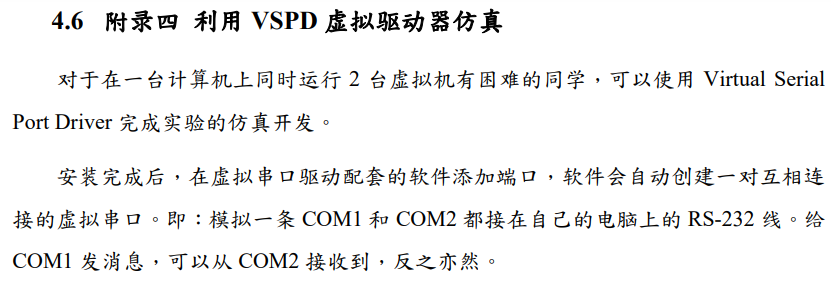 4.6 附录四 利用 VSPD 虚拟驱动器仿真
对于在一台计算机上同时运行 2 台虚拟机有困难的同学，可以使用 Virtual Serial
Port Driver 完成实验的仿真开发。
安装完成后，在虚拟串口驱动配套的软件添加端口，软件会自动创建一对互相连
接的虚拟串口。即：模拟一条 COM1 和 COM2 都接在自己的电脑上的 RS-232 线。给
COM1 发消息，可以从 COM2 接收到，反之亦然。